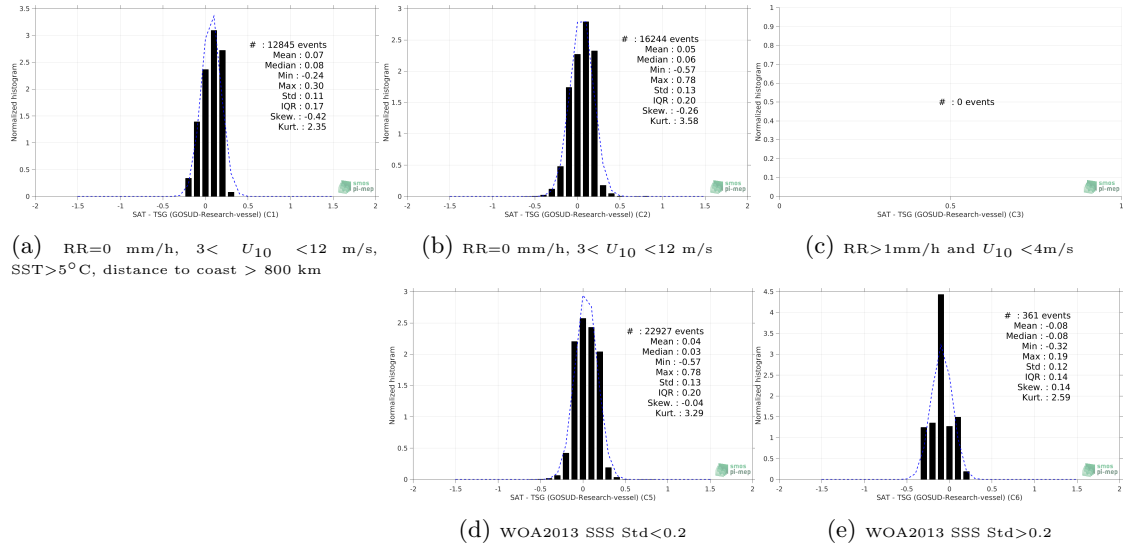 Normalized histogram
3.5
3
2.5
2
1.5
1
0.5
0
-2
-1.5
-1
-0.5
0
0.5
1
1.5
2
# : 12845 events
Mean : 0.07
Median : 0.08
Min : -0.24
Max : 0.30
Std : 0.11
IQR : 0.17
Skew. : -0.42
Kurt. : 2.35
smos
pi-mep
SAT - TSG (GOSUD-Research-vessel) (C1)
(a) RR=0 mm/h, 3< U10 <12 m/s,
SST>5°C, distance to coast > 800 km
Normalized histogram
3
2.5
2
1.5
1
0.5
0
-2
-1.5
-1
-0.5
0
0.5
1
1.5
2
# : 16244 events
Mean : 0.05
Median : 0.06
Min : -0.57
Max : 0.78
Std : 0.13
IQR : 0.20
Skew. : -0.26
Kurt. : 3.58
smos
pi-mep
SAT - TSG (GOSUD-Research-vessel) (C2)
(b) RR=0 mm/h, 3< U10 <12 m/s
Normalized histogram
1
0.9
0.8
0.7
0.6
0.5
0.4
0.3
0.2
0.1
0
0
0.5
1
# : 0 events
smos
pi-mep
SAT - TSG (GOSUD-Research-vessel) (C3)
(c) RR>1mm/h and U10 <4m/s
Normalized histogram
3
2.5
2
1.5
1
0.5
0
-2
-1.5
-1
-0.5
0
0.5
1
1.5
2
# : 22927 events
Mean : 0.04
Median : 0.03
Min : -0.57
Max : 0.78
Std : 0.13
IQR : 0.20
Skew. : -0.04
Kurt. : 3.29
smos
pi-mep
SAT - TSG (GOSUD-Research-vessel) (C5)
(d) WOA2013 SSS Std<0.2
Normalized histogram
4.5
4
3.5
3
2.5
2
1.5
1
0.5
0
-2
-1.5
-1
-0.5
0
0.5
1
1.5
2
# : 361 events
Mean : -0.08
Median : -0.08
Min : -0.32
Max : 0.19
Std : 0.12
IQR : 0.14
Skew. : 0.14
Kurt. : 2.59
smos
pi-mep
SAT - TSG (GOSUD-Research-vessel) (C6)
(e) WOA2013 SSS Std>0.2